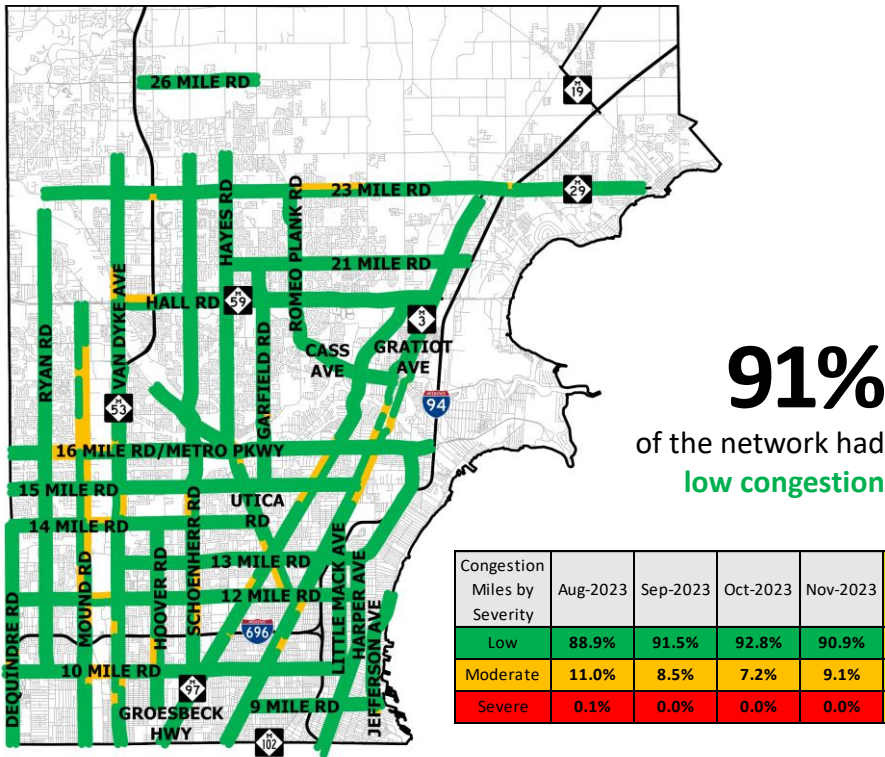 26 MILE RD
M
19
23 MILE RD
M
29
HAYES RD
ROMEO PLANK RD
21 MILE RD
VAN DYKE AVE
HALL RD
M
59
RYAN RD
GARFIELD RD
M
3
CASS
AVE
GRATIOT
AVE
M
53
94
16 MILE RD/METRO PKWY
15 MILE RD
UTICA
RD
14 MILE RD
SCHOENHERR RD
HOOVER RD
MOUND RD
13 MILE RD
12 MILE RD
LITTLE MACK AVE
HARPER AVE
JEFFERSON AVE
DEQUINDRE RD
696
10 MILE RD
M
97
GROESBECK
HWY
9 MILE RD
M
102
91%
of the network had
low congestion
Congestion
Miles by
Severity
Aug-2023 Sep-2023 Oct-2023 Nov-2023
Low 88.9% 91.5% 92.8% 90.9%
Moderate 11.0% 8.5% 7.2% 9.1%
Severe 0.1% 0.0% 0.0% 0.0%